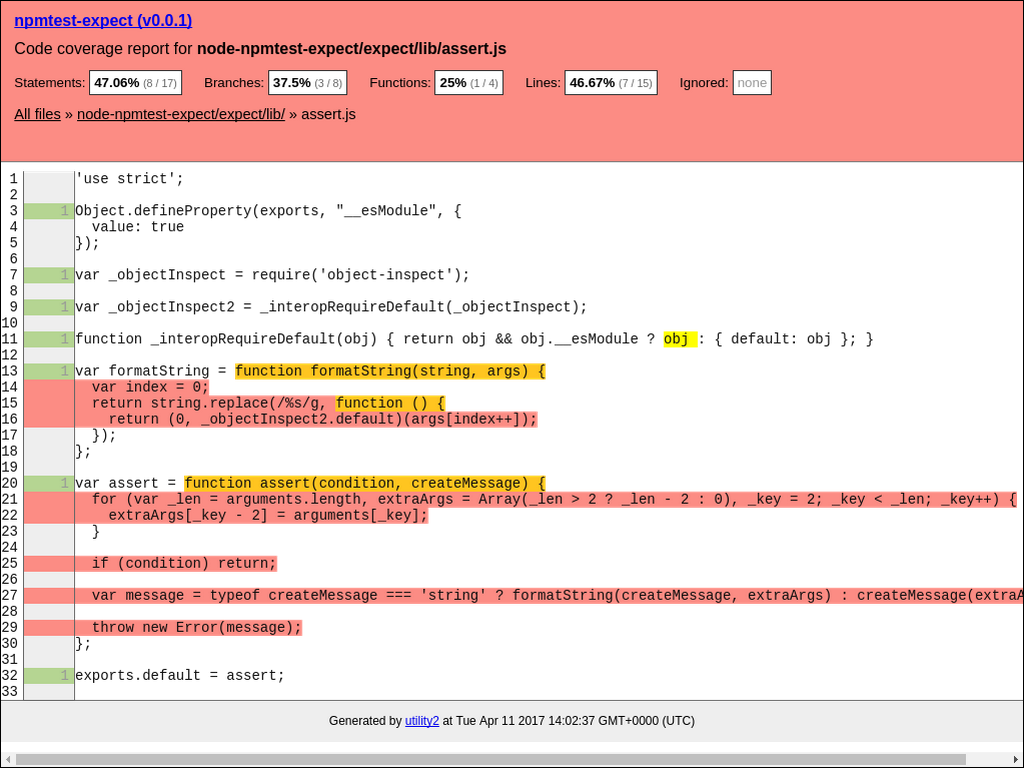 npmtest-expect (v0.0.1)
Code coverage report for node-npmtest-expect/expect/lib/assert.js
Statements: 47.06% (8 / 17) Branches: 37.5% (3 / 8) Functions: 25% (1 / 4) Lines: 46.67% (7 / 15) Ignored: none
All files » node-npmtest-expect/expect/lib/ » assert.js
1 'use strict';
2
3 1 Object.defineProperty(exports, "__esModule", {
4   value: true
5 });
6
7 1 var _objectInspect = require('object-inspect');
8
9 1 var _objectInspect2 = _interopRequireDefault(_objectInspect);
10
11 1 function _interopRequireDefault(obj) { return obj && obj.__esModule ? obj : { default: obj }; }
12
13 1 var formatString = function formatString(string, args) {
14   var index = 0;
15   return string.replace(/%s/g, function () {
16     return (0, _objectInspect2.default)(args[index++]);
17   });
18 };
19
20 1 var assert = function assert(condition, createMessage) {
21   for (var _len = arguments.length, extraArgs = Array(_len > 2 ? _len - 2 : 0), _key = 2; _key < _len; _key++) {
22     extraArgs[_key - 2] = arguments[_key];
23   }
24
25   if (condition) return;
26
27   var message = typeof createMessage === 'string' ? formatString(createMessage, extraArgs) : createMessage(extraA
28
29   throw new Error(message);
30 };
31
32 1 exports.default = assert;
33
Generated by utility2 at Tue Apr 11 2017 14:02:37 GMT+0000 (UTC)